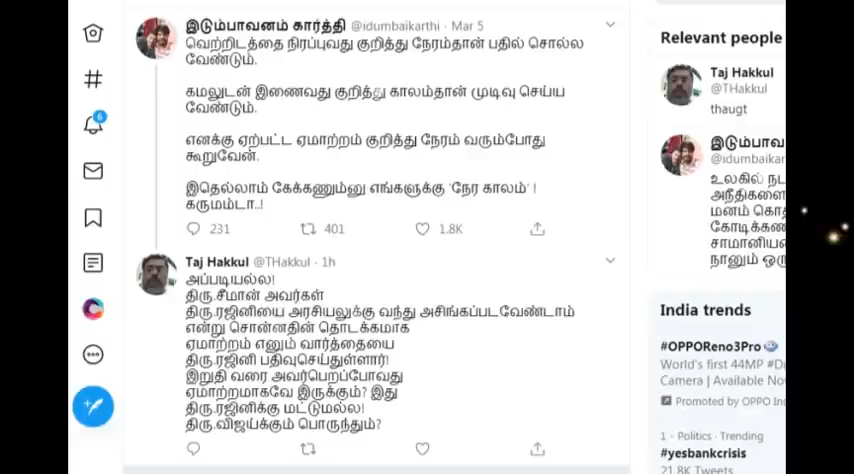 இடும்பாவனம் கார்த்தி @idumbaikarthi · Mar 5
வெற்றிடத்தை நிரப்புவது குறித்து நேரம்தான் பதில் சொல்ல
வேண்டும்.
கமலுடன் இணைவது குறித்து காலம்தான் முடிவு செய்ய
வேண்டும்.
எனக்கு ஏற்பட்ட ஏமாற்றம் குறித்து நேரம் வரும்போது
கூறுவேன்.
இதெல்லாம் கேக்கணும்னு எங்களுக்கு 'நேர காலம்' !
கருமம்டா..!
231 401 1.8K
Taj Hakkul @THakkul · 1h
அப்படியல்ல!
திரு.சீமான் அவர்கள்
திரு.ரஜினியை அரசியலுக்கு வந்து அசிங்கப்படவேண்டாம்
என்று சொன்னதின் தொடக்கமாக
ஏமாற்றம் எனும் வார்த்தையை
திரு.ரஜினி பதிவுசெய்துள்ளார்!
இறுதி வரை அவர்பெறப்போவது
ஏமாற்றமாகவே இருக்கும்? இது
திரு.ரஜினிக்கு மட்டுமல்ல!
திரு.விஜய்க்கும் பொருந்தும்?
6
Relevant people
Taj Hakkul
@THakkul
thaugt
இடும்பாவ
@idumbaikar
உலகில் நட
அநீதிகளை
மனம் கொ
கோடிக்கண
சாமானிய
நானும் ஒரு
India trends
#OPPOReno3Pro
World's first 44MP #D
Camera | Available No
Promoted by OPPO In
1 · Politics · Trending
#yesbankcrisis
21.8K Tweets